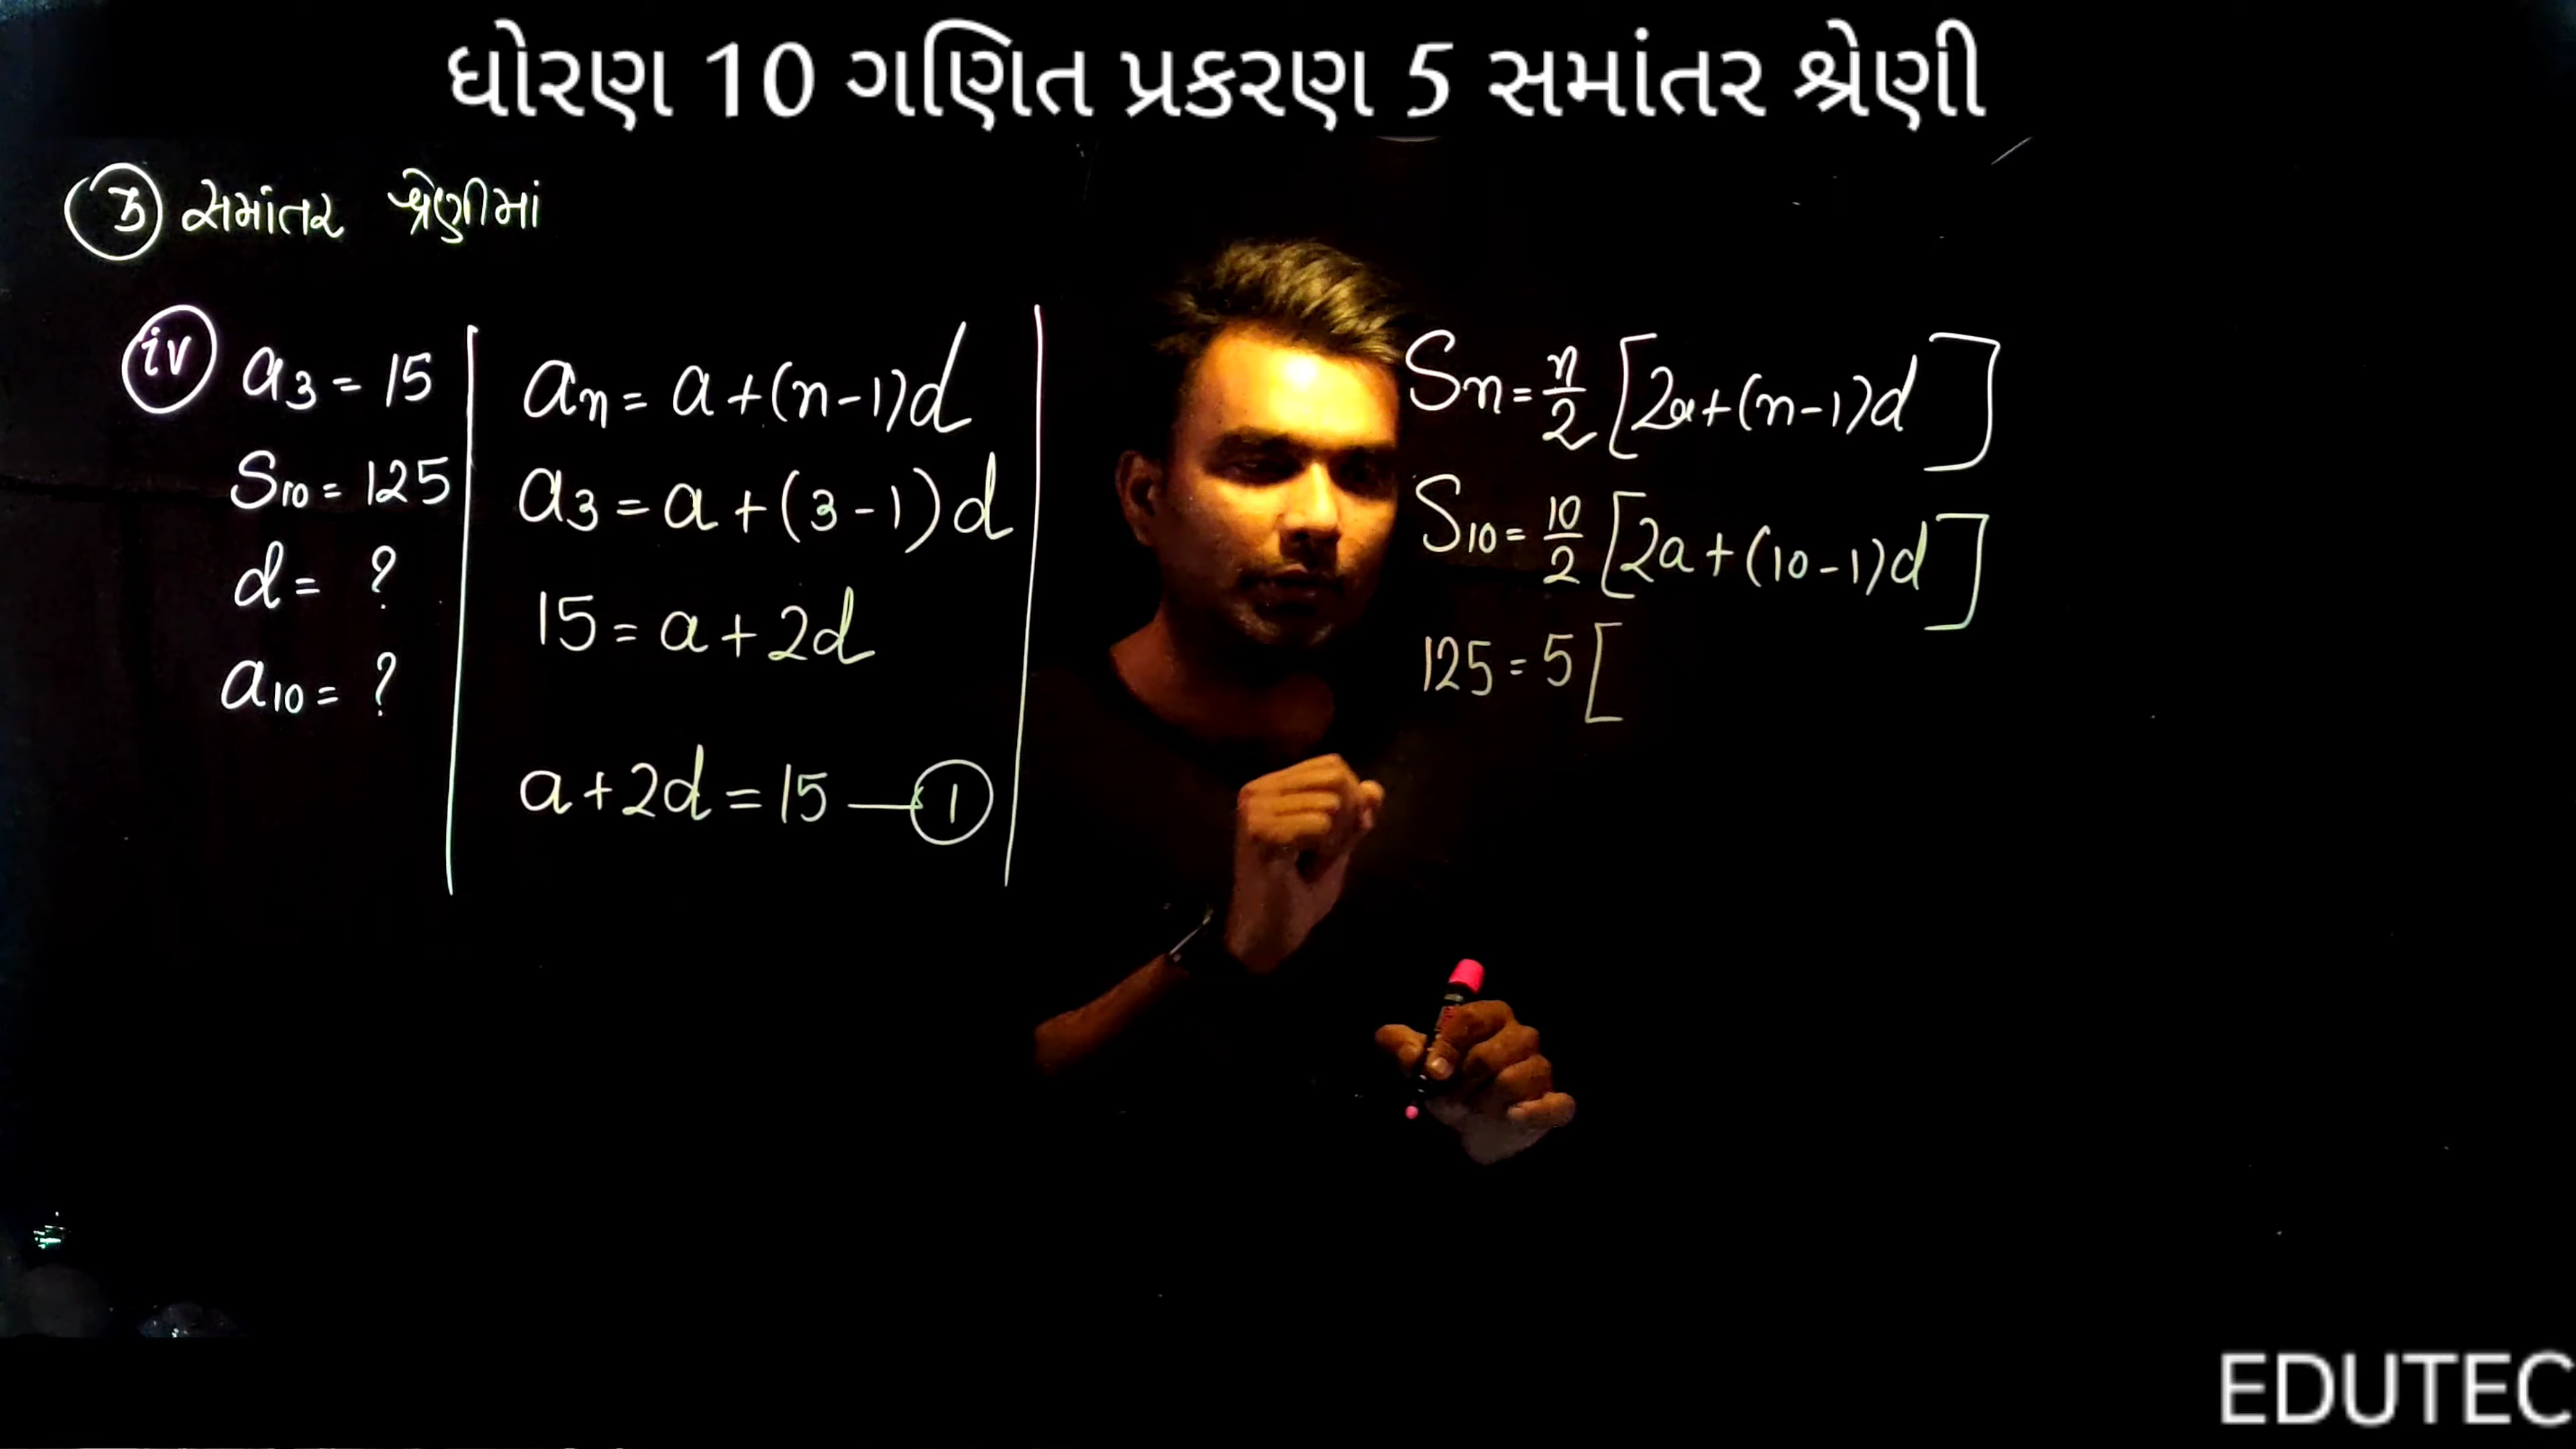 ધોરણ 10 ગણિત પ્રકરણ 5 સમાંતર શ્રેણી
③ સમાંતર શ્રેણીમાં
(iv) a₃ = 15
S₁₀ = 125
d = ?
a₁₀ = ?
aₙ = a + (n-1)d
a₃ = a + (3-1)d
15 = a + 2d
a + 2d = 15 — ①
Sₙ = n/2 [2a + (n-1)d]
S₁₀ = 10/2 [2a + (10-1)d]
125 = 5 [
EDUTEC